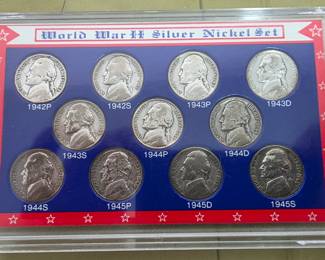 World War II Silver Nickel Set
1942P 1942S 1943P 1943D
1943S 1944P 1944D
1944S 1945P 1945D 1945S